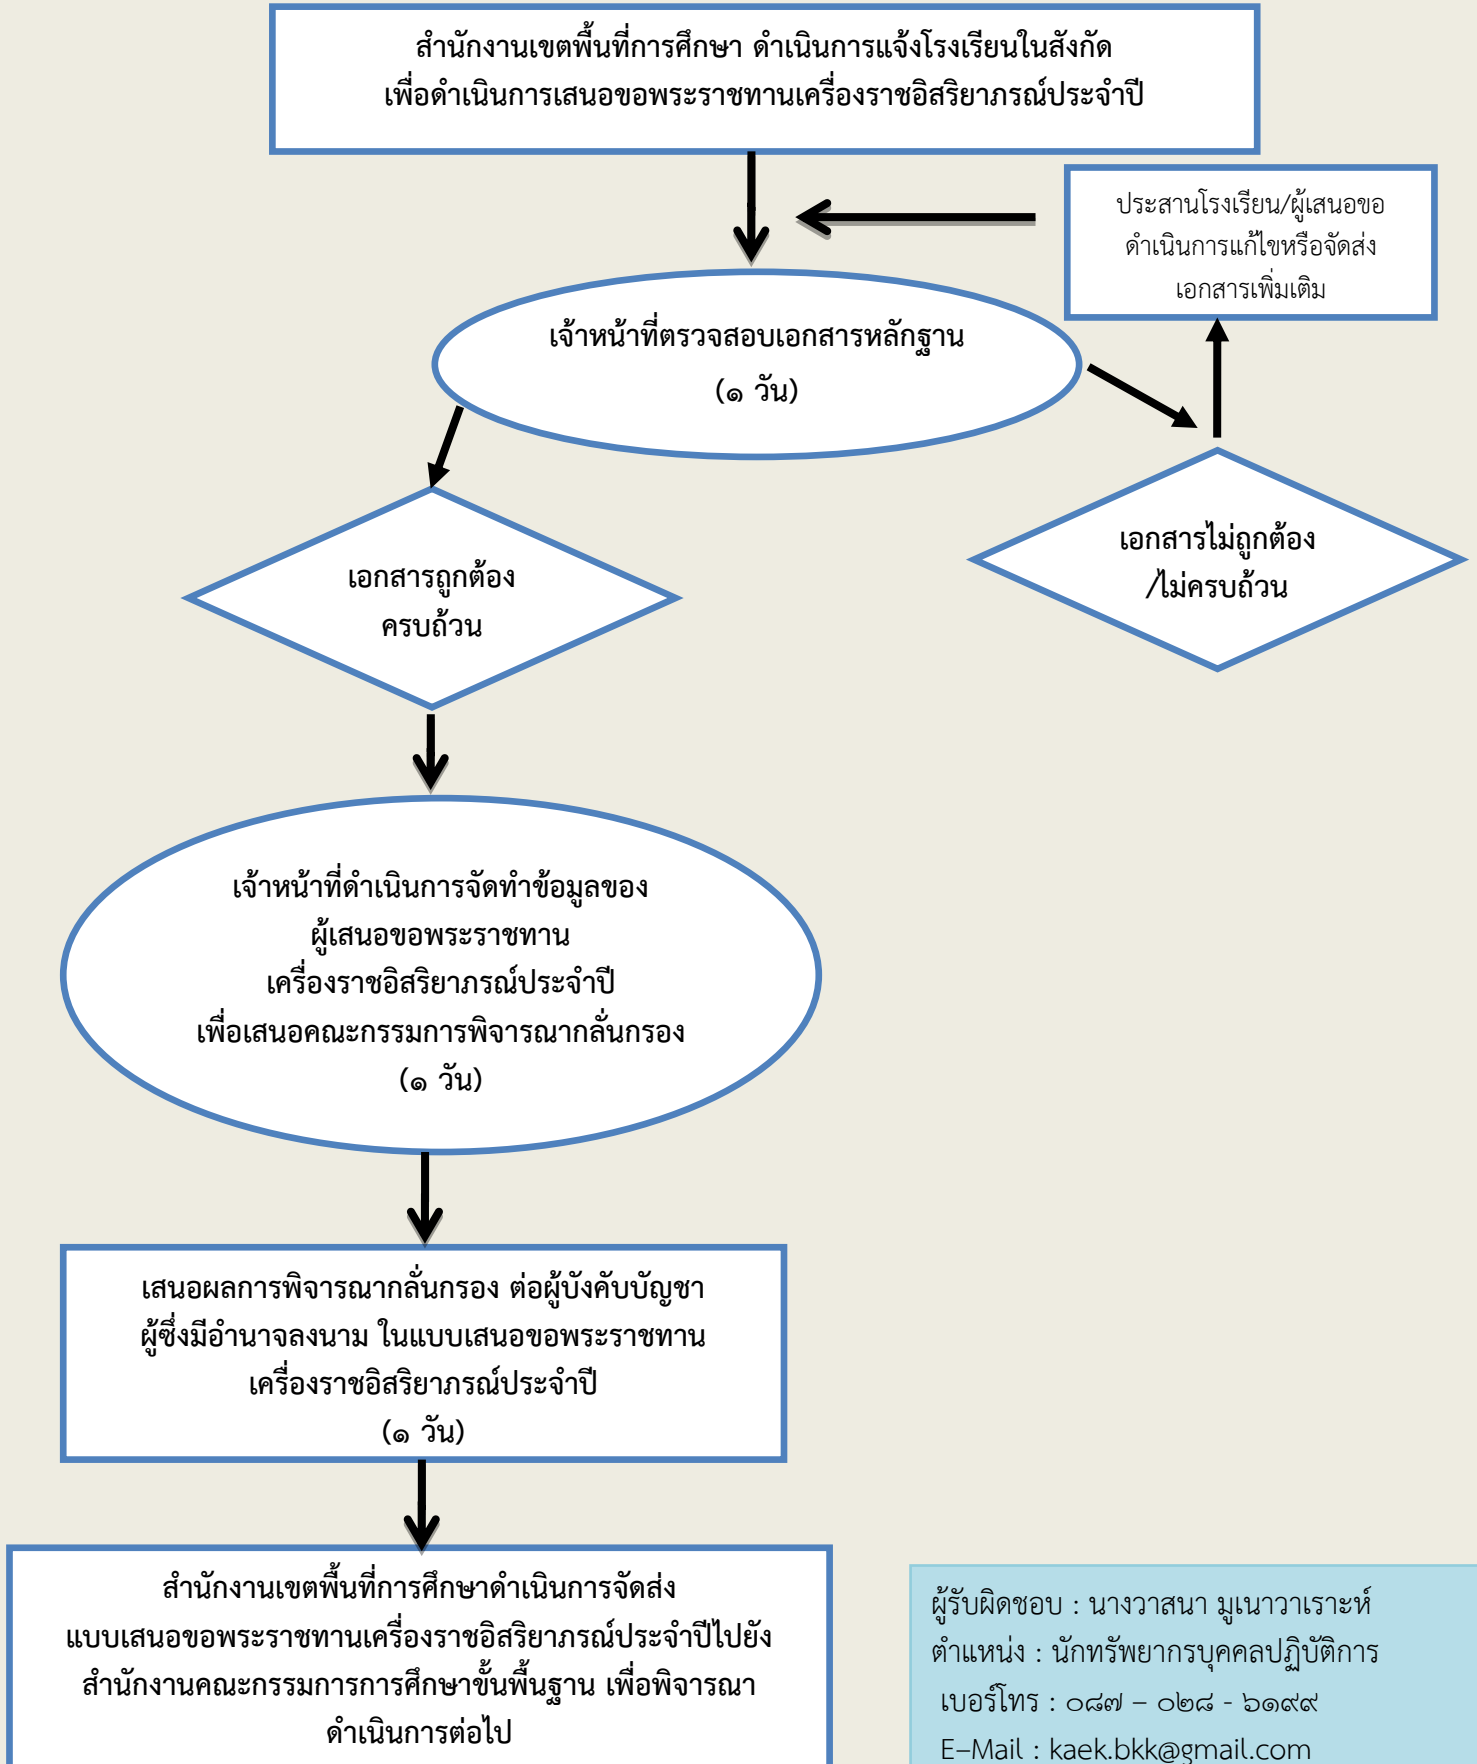 สำนักงานเขตพื้นที่การศึกษา ดำเนินการแจ้งโรงเรียนในสังกัด
เพื่อดำเนินการเสนอขอพระราชทานเครื่องราชอิสริยาภรณ์ประจำปี
ประสานโรงเรียน/ผู้เสนอขอ
ดำเนินการแก้ไขหรือจัดส่ง
เอกสารเพิ่มเติม
เจ้าหน้าที่ตรวจสอบเอกสารหลักฐาน
(๑ วัน)
เอกสารไม่ถูกต้อง
/ไม่ครบถ้วน
เอกสารถูกต้อง
ครบถ้วน
เจ้าหน้าที่ดำเนินการจัดทำข้อมูลของ
ผู้เสนอขอพระราชทาน
เครื่องราชอิสริยาภรณ์ประจำปี
เพื่อเสนอคณะกรรมการพิจารณากลั่นกรอง
(๑ วัน)
เสนอผลการพิจารณากลั่นกรอง ต่อผู้บังคับบัญชา
ผู้ซึ่งมีอำนาจลงนาม ในแบบเสนอขอพระราชทาน
เครื่องราชอิสริยาภรณ์ประจำปี
(๑ วัน)
สำนักงานเขตพื้นที่การศึกษาดำเนินการจัดส่ง
แบบเสนอขอพระราชทานเครื่องราชอิสริยาภรณ์ประจำปีไปยัง
สำนักงานคณะกรรมการการศึกษาขั้นพื้นฐาน เพื่อพิจารณา
ดำเนินการต่อไป
ผู้รับผิดชอบ : นางวาสนา มูเนาวาเราะห์
ตำแหน่ง : นักทรัพยากรบุคคลปฏิบัติการ
เบอร์โทร : ๐๘๗ – ๐๒๘ - ๖๑๙๙
E–Mail : kaek.bkk@gmail.com